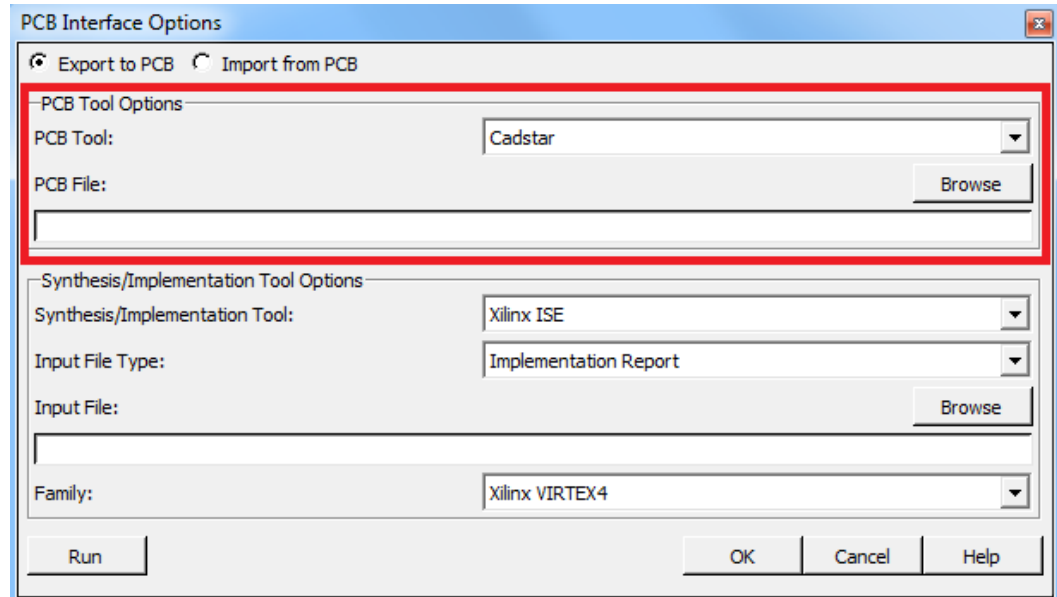 PCB Interface Options
Export to PCB Import from PCB
PCB Tool Options
PCB Tool: Cadstar
PCB File: Browse
Synthesis/Implementation Tool Options
Synthesis/Implementation Tool: Xilinx ISE
Input File Type: Implementation Report
Input File: Browse
Family: Xilinx VIRTEX4
Run OK Cancel Help